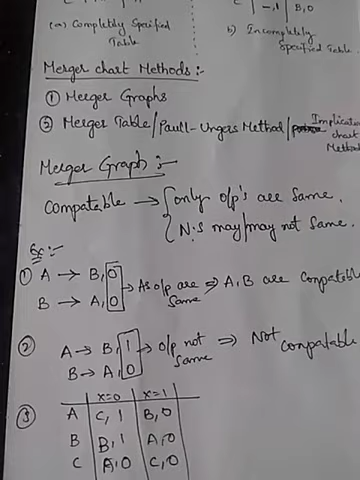 C | -,1 | B,0
(a) Completely Specified Table
b) Incompletely Specified Table.
Merger chart Methods :-
① Merger Graphs
② Merger Table/Paull-Ungers Method/ Implication chart Method
Merger Graph :-
Compatable → { only o/p's are same.
{ N.S may/may not same.
Ex :-
① A → B, 0
B → A, 0 → As o/p are same ⇒ A, B are compatible
② A → B, 1
B → A, 0 → o/p not same ⇒ Not compatable
③ x=0 x=1
A C, 1 B, 0
B B, 1 A, 0
C A, 0 C, 0